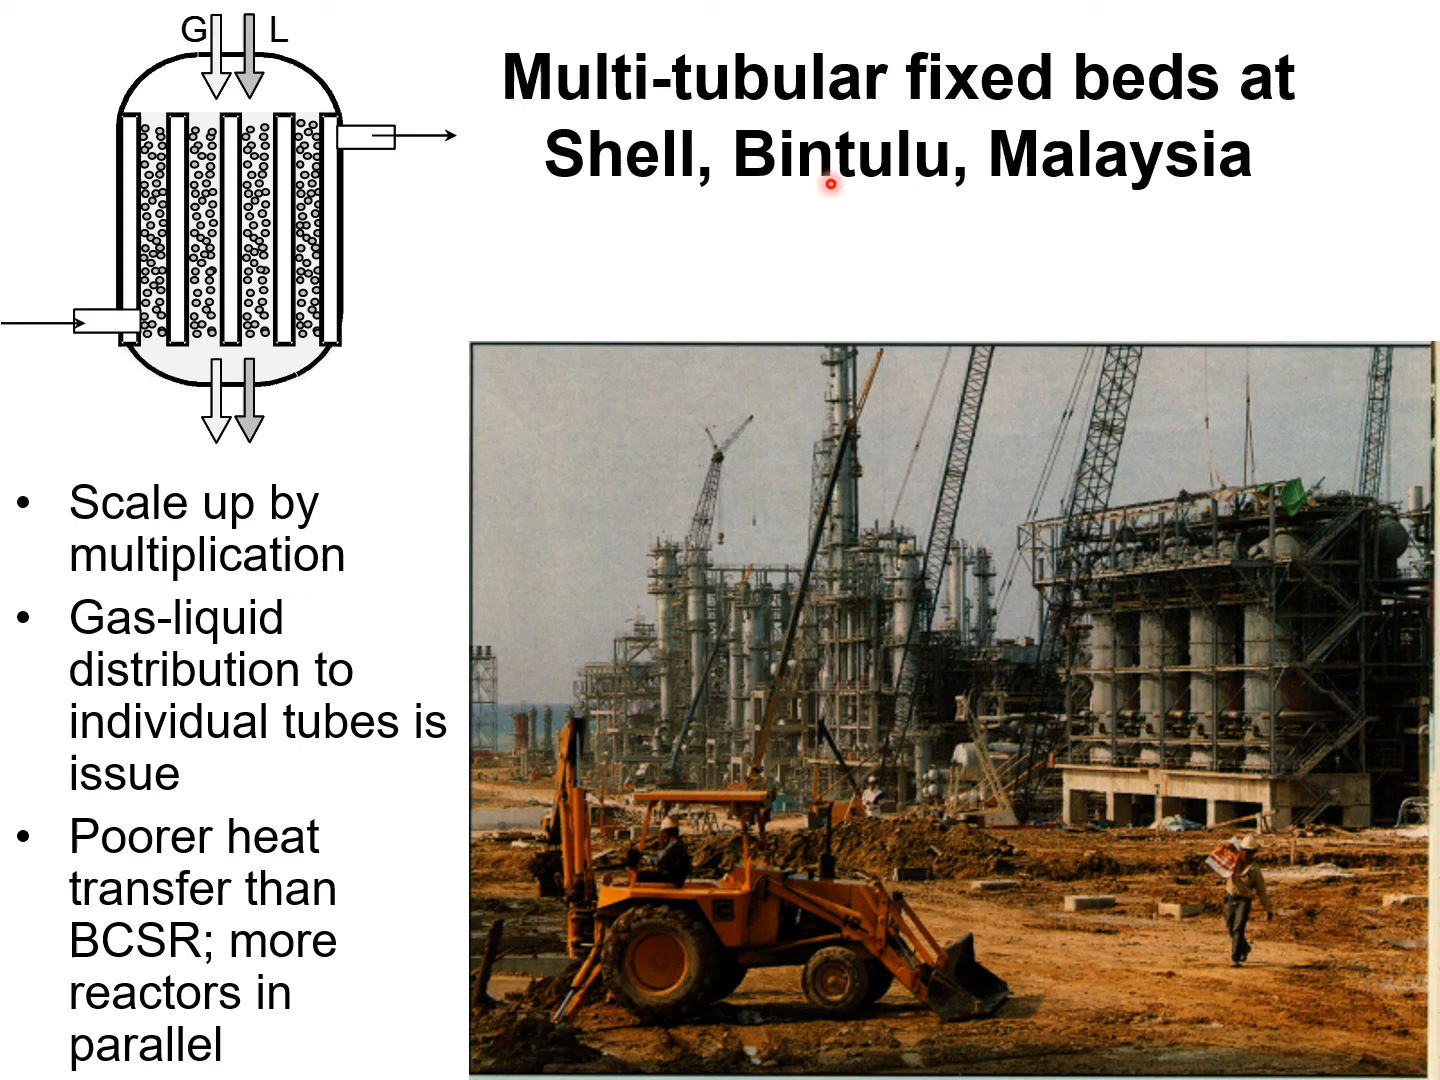 G L
Multi-tubular fixed beds at
Shell, Bintulu, Malaysia
• Scale up by
multiplication
• Gas-liquid
distribution to
individual tubes is
issue
• Poorer heat
transfer than
BCSR; more
reactors in
parallel